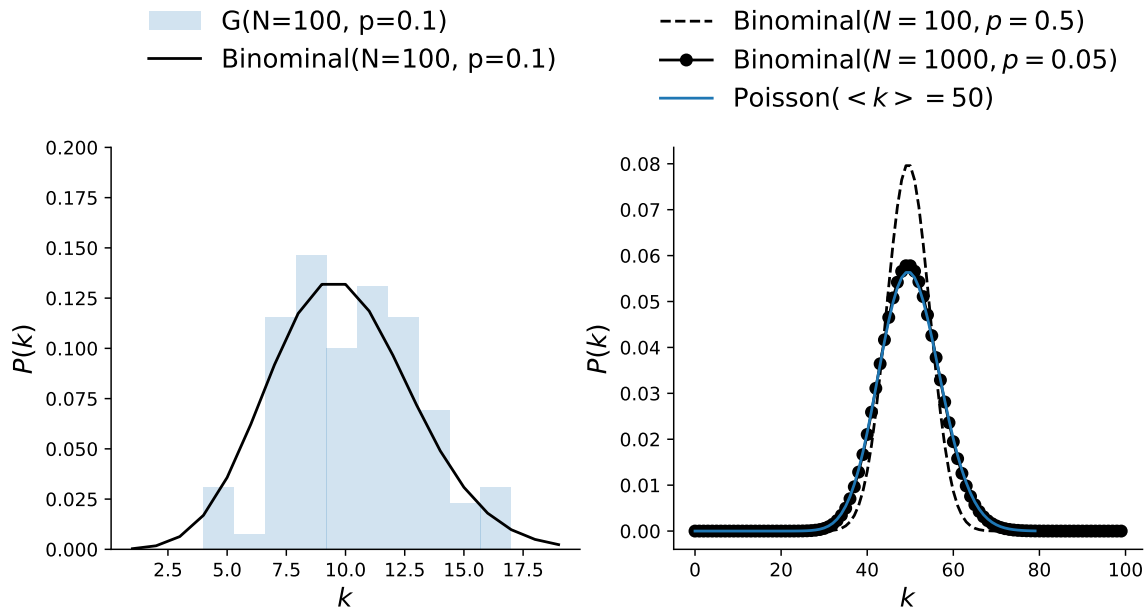 G(N=100, p=0.1)
Binominal(N=100, p=0.1)
0.200
0.175
0.150
0.125
0.100
0.075
0.050
0.025
0.000
P(k)
2.5 5.0 7.5 10.0 12.5 15.0 17.5
k
Binominal(N = 100, p = 0.5)
Binominal(N = 1000, p = 0.05)
Poisson( < k > = 50)
0.08
0.07
0.06
0.05
0.04
0.03
0.02
0.01
0.00
P(k)
0 20 40 60 80 100
k